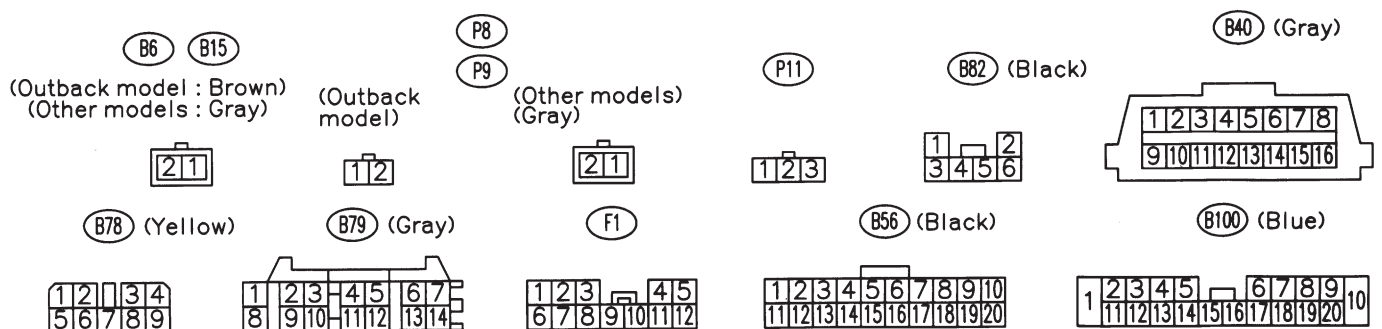 B6 B15
(Outback model : Brown)
(Other models : Gray)
2 1
P8
P9
(Outback
model)
1 2
(Other models)
(Gray)
2 1
P11
1 2 3
B82 (Black)
1 2
3 4 5 6
B40 (Gray)
1 2 3 4 5 6 7 8
9 10 11 12 13 14 15 16
B78 (Yellow)
1 2 3 4
5 6 7 8 9
B79 (Gray)
1 2 3 4 5 6 7
8 9 10 11 12 13 14
F1
1 2 3 4 5
6 7 8 9 10 11 12
B56 (Black)
1 2 3 4 5 6 7 8 9 10
11 12 13 14 15 16 17 18 19 20
B100 (Blue)
1 2 3 4 5 6 7 8 9 10
11 12 13 14 15 16 17 18 19 20